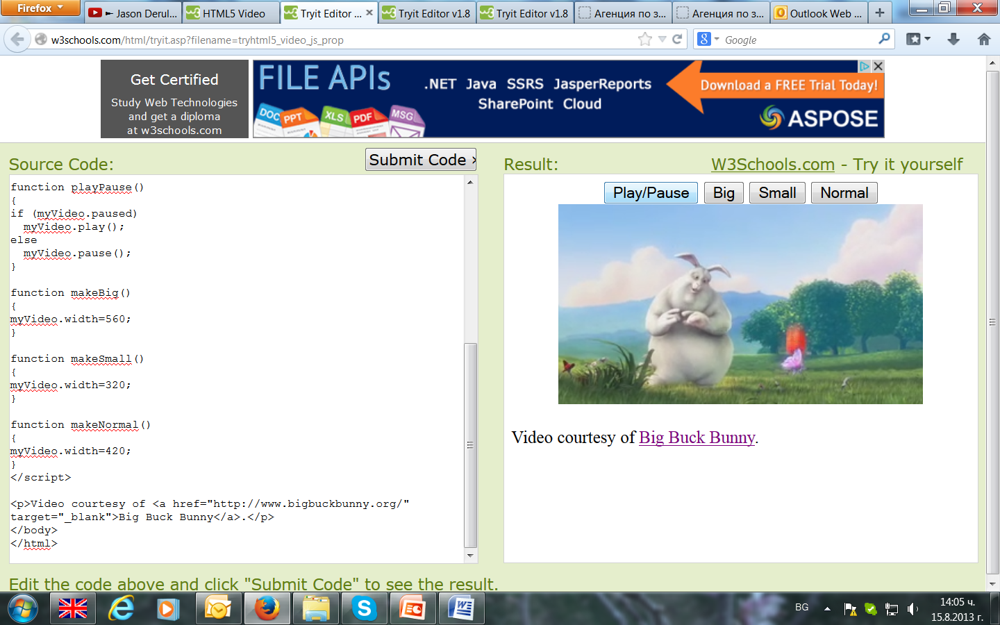 Firefox
► Jason Derul...
HTML5 Video
Tryit Editor ...
Tryit Editor v1.8
Tryit Editor v1.8
Агенция по з...
Агенция по з...
Outlook Web ...
w3schools.com/html/tryit.asp?filename=tryhtml5_video_js_prop
Google
Get Certified
Study Web Technologies
and get a diploma
at w3schools.com
FILE APIs
.NET Java SSRS JasperReports
SharePoint Cloud
DOC PPT XLS PDF MSG
Download a FREE Trial Today!
ASPOSE
Source Code:
Submit Code ›
Result:
W3Schools.com - Try it yourself
function playPause()
{
if (myVideo.paused)
myVideo.play();
else
myVideo.pause();
}
function makeBig()
{
myVideo.width=560;
}
function makeSmall()
{
myVideo.width=320;
}
function makeNormal()
{
myVideo.width=420;
}
</script>
<p>Video courtesy of <a href="http://www.bigbuckbunny.org/"
target="_blank">Big Buck Bunny</a>.</p>
</body>
</html>
Play/Pause
Big
Small
Normal
Video courtesy of Big Buck Bunny.
Edit the code above and click "Submit Code" to see the result.
BG
14:05 ч.
15.8.2013 г.